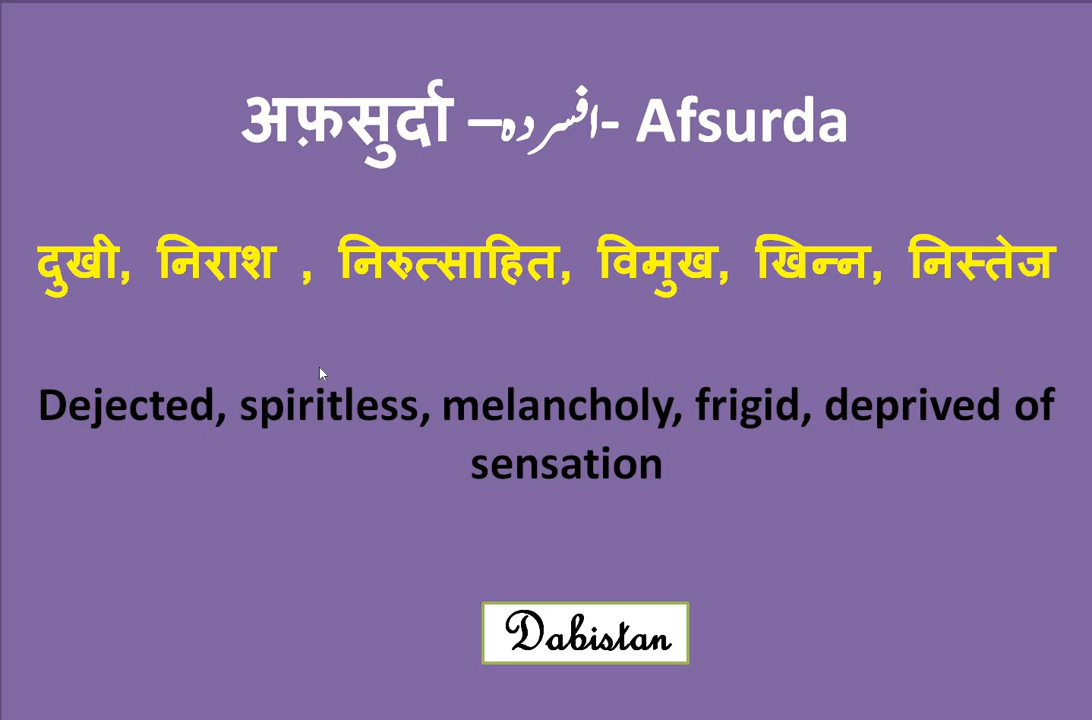 अफ़सुर्दा –افسردہ- Afsurda
दुखी, निराश , निरुत्साहित, विमुख, खिन्न, निस्तेज
Dejected, spiritless, melancholy, frigid, deprived of
sensation
Dabistan